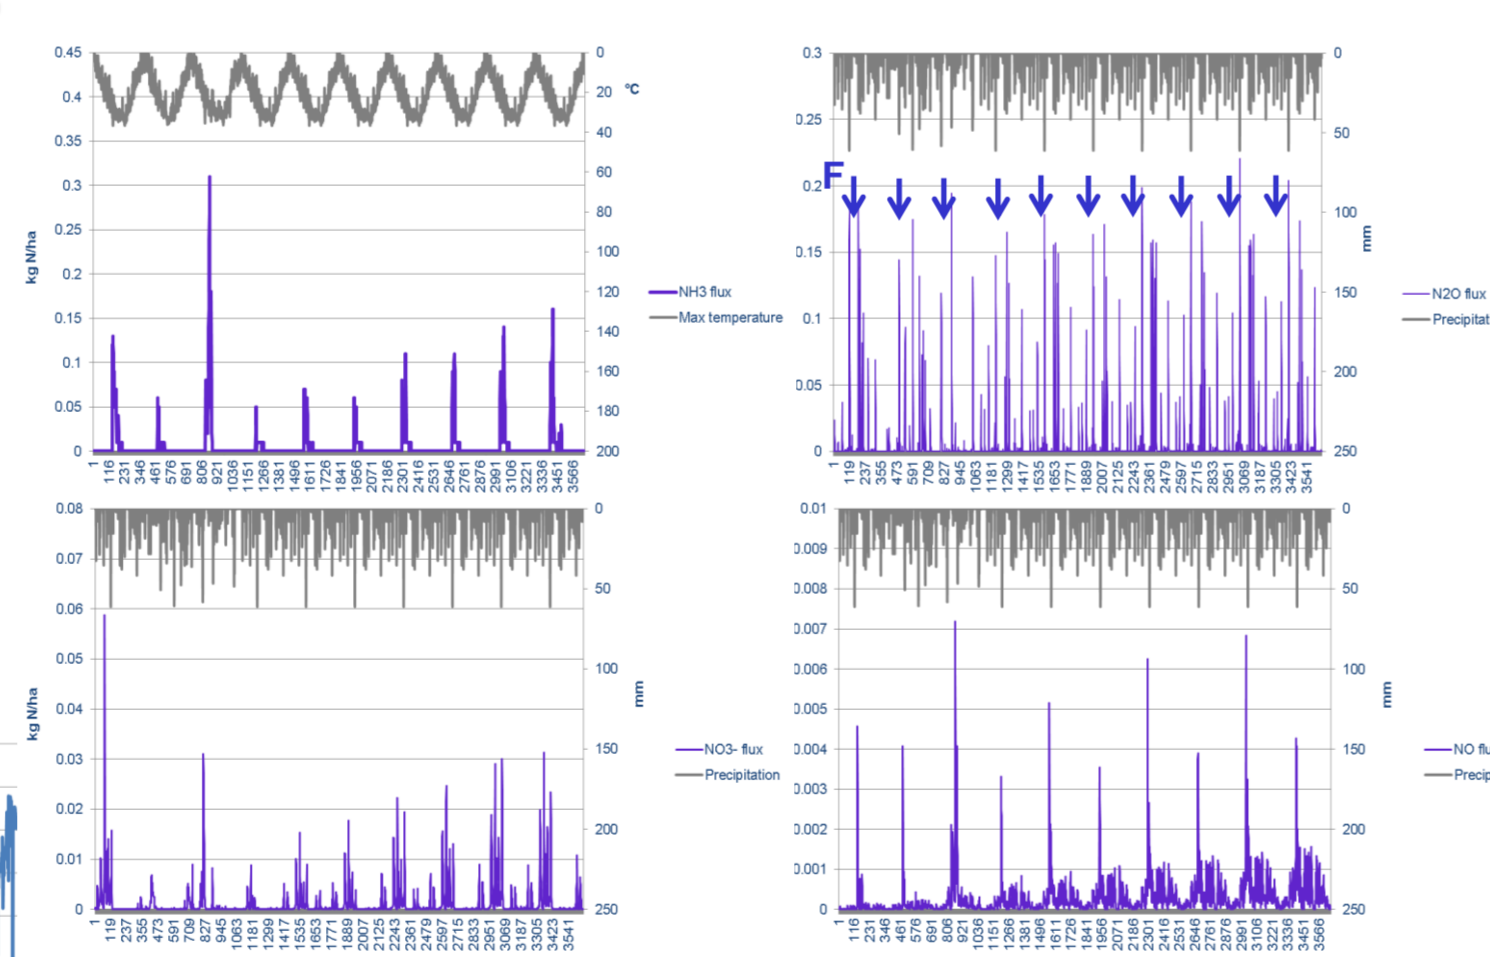 0.45 0.4 0.35 0.3 0.25 0.2 0.15 0.1 0.05 0
kg N/ha
0 20 40 60 80 100 120 140 160 180 200
°C
NH3 flux
Max temperature
1 116 231 346 461 576 691 806 921 1036 1151 1266 1381 1496 1611 1726 1841 1956 2071 2186 2301 2416 2531 2646 2761 2876 2991 3106 3221 3336 3451 3566
0.3 0.25 0.2 0.15 0.1 0.05 0
F
0 50 100 150 200 250
mm
N2O flux
Precipitat
1 119 237 355 473 591 709 827 945 1063 1181 1299 1417 1535 1653 1771 1889 2007 2125 2243 2361 2479 2597 2715 2833 2951 3069 3187 3305 3423 3541
0.08 0.07 0.06 0.05 0.04 0.03 0.02 0.01 0
kg N/ha
0 50 100 150 200 250
mm
NO3- flux
Precipitation
1 119 237 355 473 591 709 827 945 1063 1181 1299 1417 1535 1653 1771 1889 2007 2125 2243 2361 2479 2597 2715 2833 2951 3069 3187 3305 3423 3541
0.01 0.009 0.008 0.007 0.006 0.005 0.004 0.003 0.002 0.001 0
0 50 100 150 200 250
mm
NO flu
Precip
1 116 231 346 461 576 691 806 921 1036 1151 1266 1381 1496 1611 1726 1841 1956 2071 2186 2301 2416 2531 2646 2761 2876 2991 3106 3221 3336 3451 3566